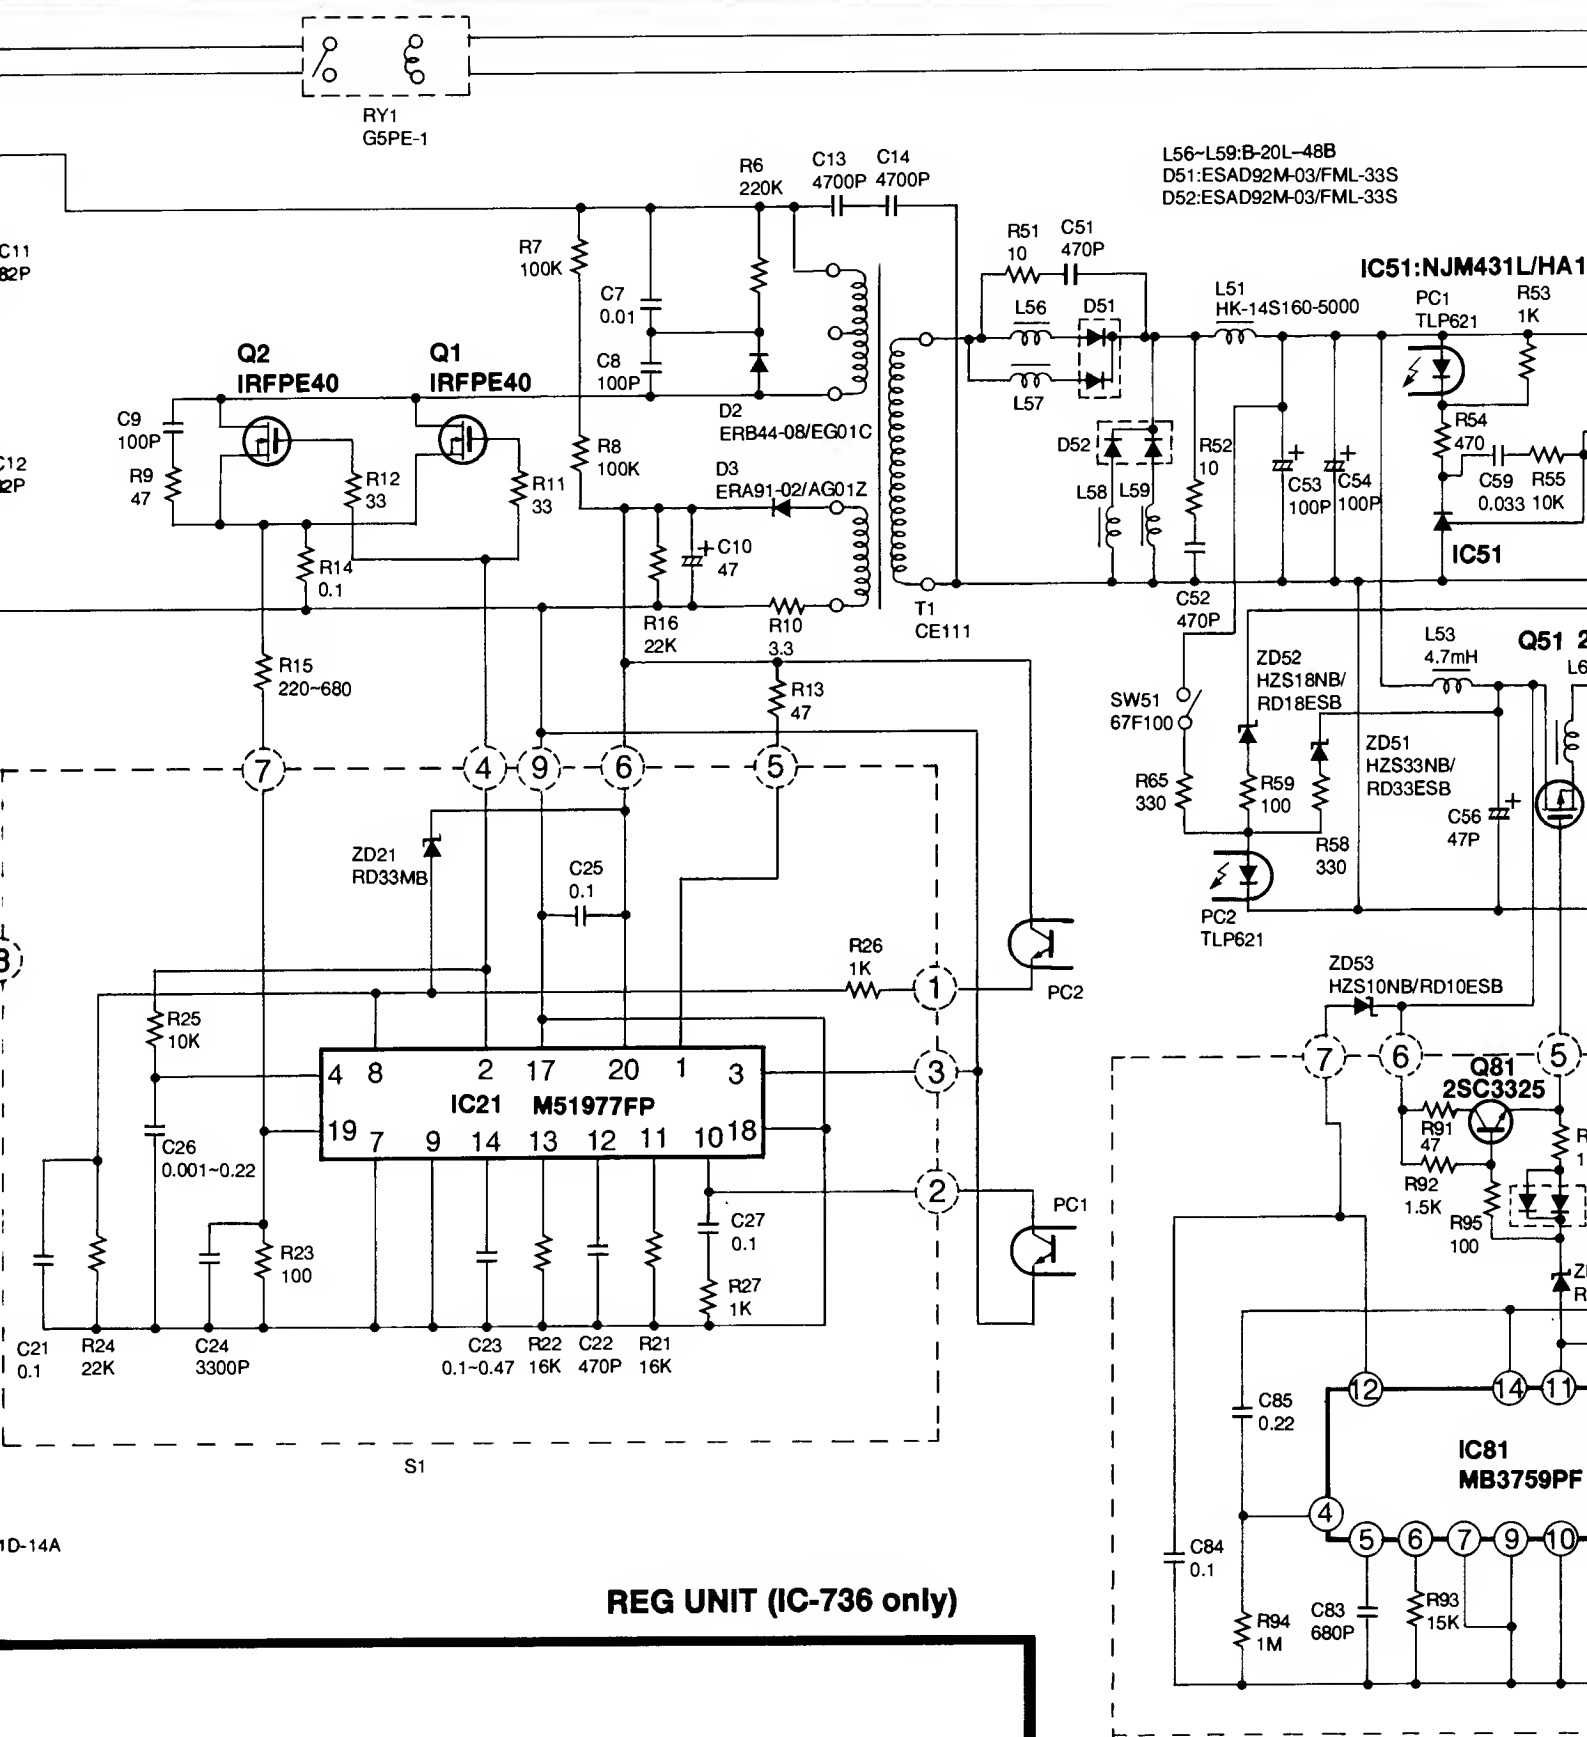 RY1
G5PE-1
L56~L59:B-20L-48B
D51:ESAD92M-03/FML-33S
D52:ESAD92M-03/FML-33S
R6
220K
C13
4700P
C14
4700P
C11
82P
R7
100K
C7
0.01
C8
100P
R51
10
C51
470P
L56
D51
L57
L51
HK-14S160-5000
IC51:NJM431L/HA1
PC1
TLP621
R53
1K
Q2
IRFPE40
Q1
IRFPE40
C9
100P
R9
47
C12
2P
R12
33
R11
33
R8
100K
D2
ERB44-08/EG01C
D3
ERA91-02/AG01Z
D52
R52
10
L58
L59
+
C53
100P
+
C54
100P
R54
470
C59
0.033
R55
10K
IC51
R14
0.1
+
C10
47
R16
22K
R10
3.3
T1
CE111
C52
470P
R15
220~680
R13
47
SW51
67F100
ZD52
HZS18NB/
RD18ESB
L53
4.7mH
Q51 2
L6
ZD51
HZS33NB/
RD33ESB
R65
330
R59
100
R58
330
+
C56
47P
7
4
9
6
5
ZD21
RD33MB
C25
0.1
PC2
TLP621
R26
1K
1
PC2
ZD53
HZS10NB/RD10ESB
R25
10K
4
8
2
17
20
1
3
IC21 M51977FP
19
7
9
14
13
12
11
10
18
3
2
PC1
7
6
5
Q81
2SC3325
R91
47
R92
1.5K
R95
100
R
1
C26
0.001~0.22
R23
100
C27
0.1
R27
1K
C21
0.1
R24
22K
C24
3300P
C23
0.1~0.47
R22
16K
C22
470P
R21
16K
S1
12
14
11
C85
0.22
IC81
MB3759PF
4
5
6
7
9
10
C84
0.1
R94
1M
C83
680P
R93
15K
1D-14A
REG UNIT (IC-736 only)